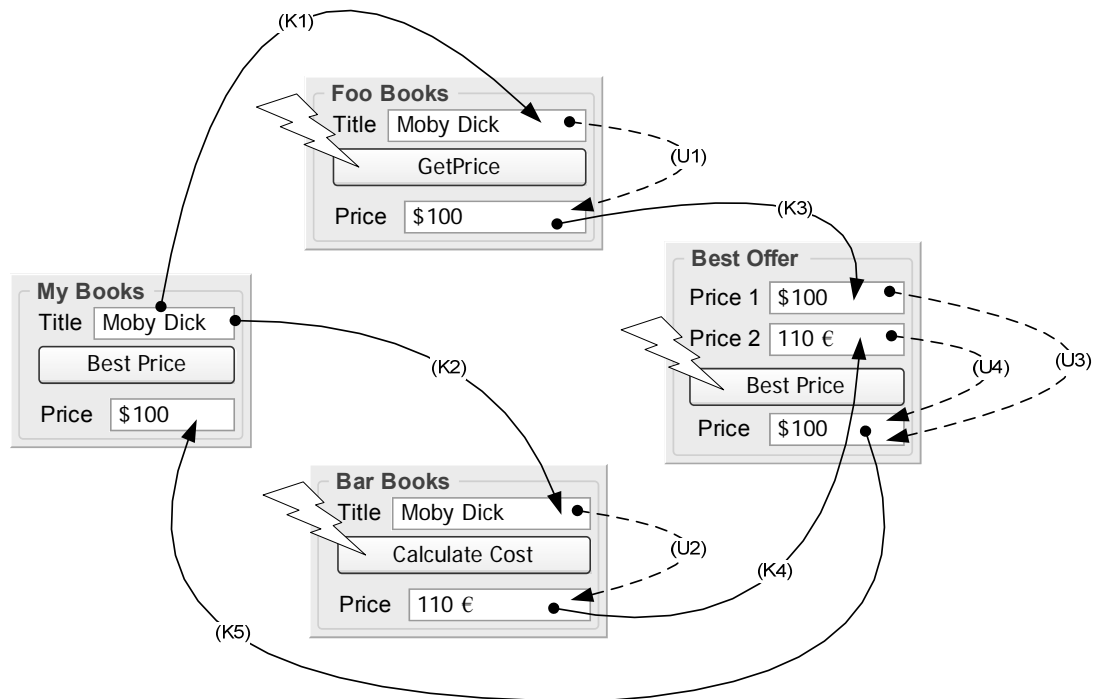 (K1)
Foo Books
Title Moby Dick
GetPrice
(U1)
Price $100
(K3)
Best Offer
Price 1 $100
Price 2 110 €
Best Price
Price $100
(U4)
(U3)
My Books
Title Moby Dick
Best Price
Price $100
(K2)
Bar Books
Title Moby Dick
Calculate Cost
(U2)
Price 110 €
(K4)
(K5)